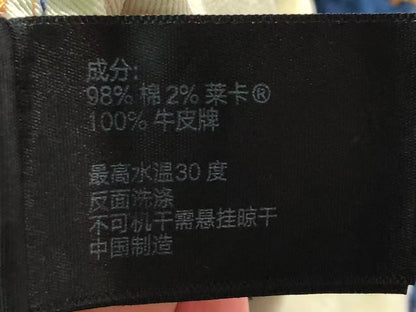 成分:
98% 棉 2% 莱卡®
100% 牛皮牌
最高水温30 度
反面洗涤
不可机干需悬挂晾干
中国制造